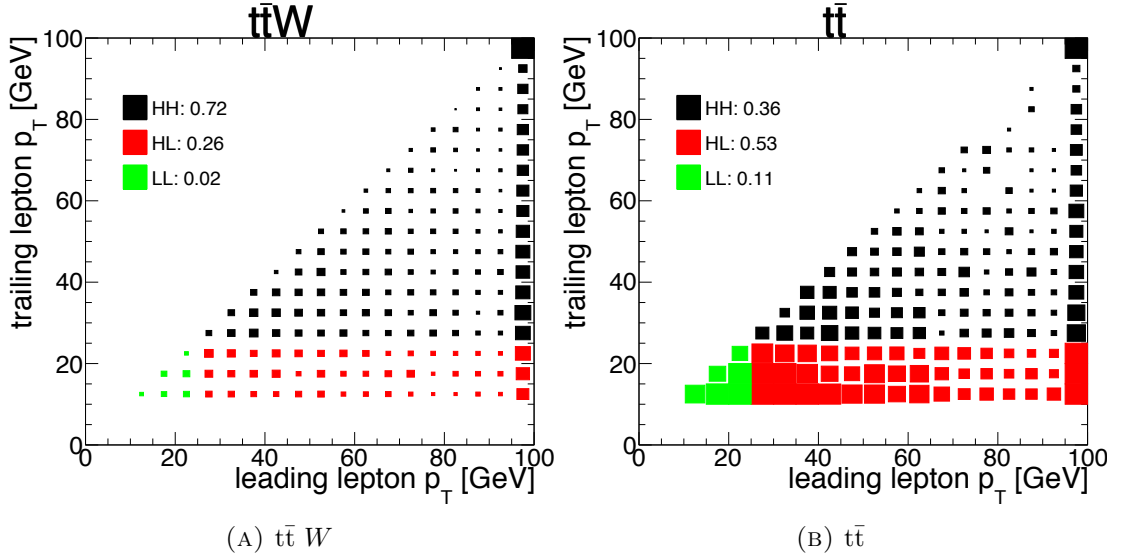 tt̄W
trailing lepton p_T [GeV]
100
80
60
40
20
0
HH: 0.72
HL: 0.26
LL: 0.02
0 20 40 60 80 100
leading lepton p_T [GeV]
(A) tt̄ W
tt̄
trailing lepton p_T [GeV]
100
80
60
40
20
0
HH: 0.36
HL: 0.53
LL: 0.11
0 20 40 60 80 100
leading lepton p_T [GeV]
(B) tt̄